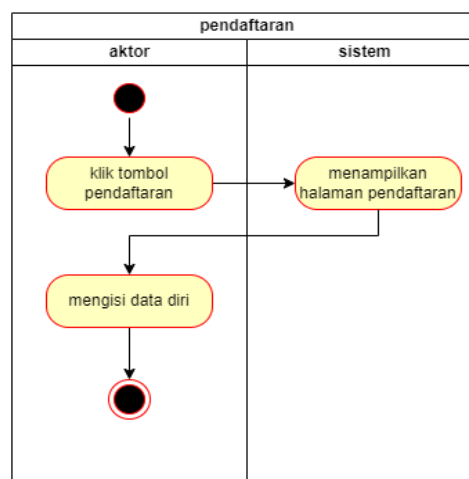 pendaftaran
aktor
sistem
klik tombol
pendaftaran
menampilkan
halaman pendaftaran
mengisi data diri